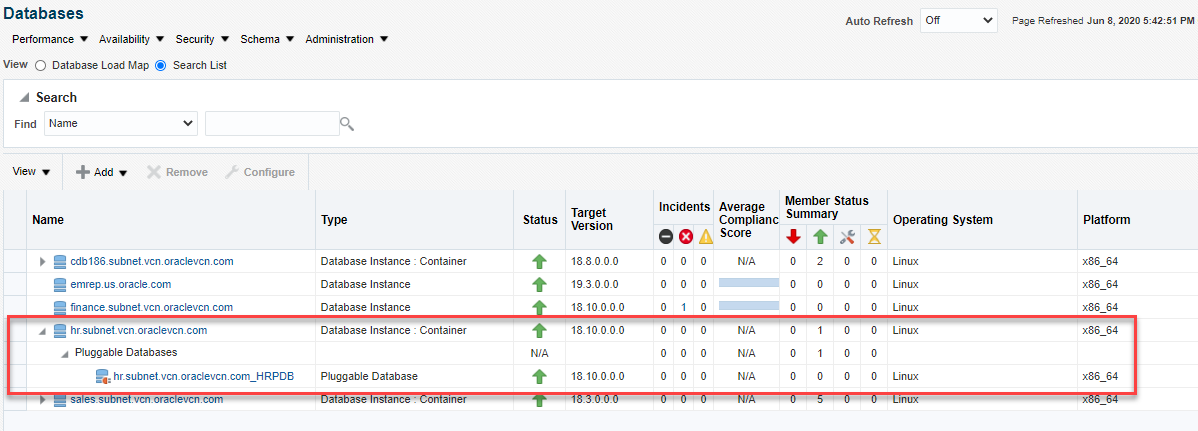 Databases
Auto Refresh Off Page Refreshed Jun 8, 2020 5:42:51 PM
Performance Availability Security Schema Administration
View Database Load Map Search List
Search
Find Name
View Add Remove Configure
Name Type Status Target Version Incidents Average Complianc Score Member Status Summary Operating System Platform
cdb186.subnet.vcn.oraclevcn.com Database Instance : Container 18.8.0.0.0 0 0 0 N/A 0 2 0 0 Linux x86_64
emrep.us.oracle.com Database Instance 19.3.0.0.0 0 0 0 0 0 0 0 Linux x86_64
finance.subnet.vcn.oraclevcn.com Database Instance 18.10.0.0.0 0 1 0 0 0 0 0 Linux x86_64
hr.subnet.vcn.oraclevcn.com Database Instance : Container 18.10.0.0.0 0 0 0 N/A 0 1 0 0 Linux x86_64
Pluggable Databases N/A 0 0 0 N/A 0 1 0 0
hr.subnet.vcn.oraclevcn.com_HRPDB Pluggable Database 18.10.0.0.0 0 0 0 N/A 0 0 0 0 Linux x86_64
sales.subnet.vcn.oraclevcn.com Database Instance : Container 18.3.0.0.0 0 0 0 N/A 0 5 0 0 Linux x86_64